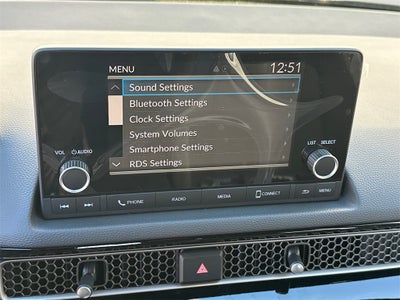 MENU 12:51
Sound Settings
Bluetooth Settings
Clock Settings
System Volumes
Smartphone Settings
RDS Settings
VOL AUDIO
LIST SELECT
PHONE RADIO MEDIA CONNECT MENU